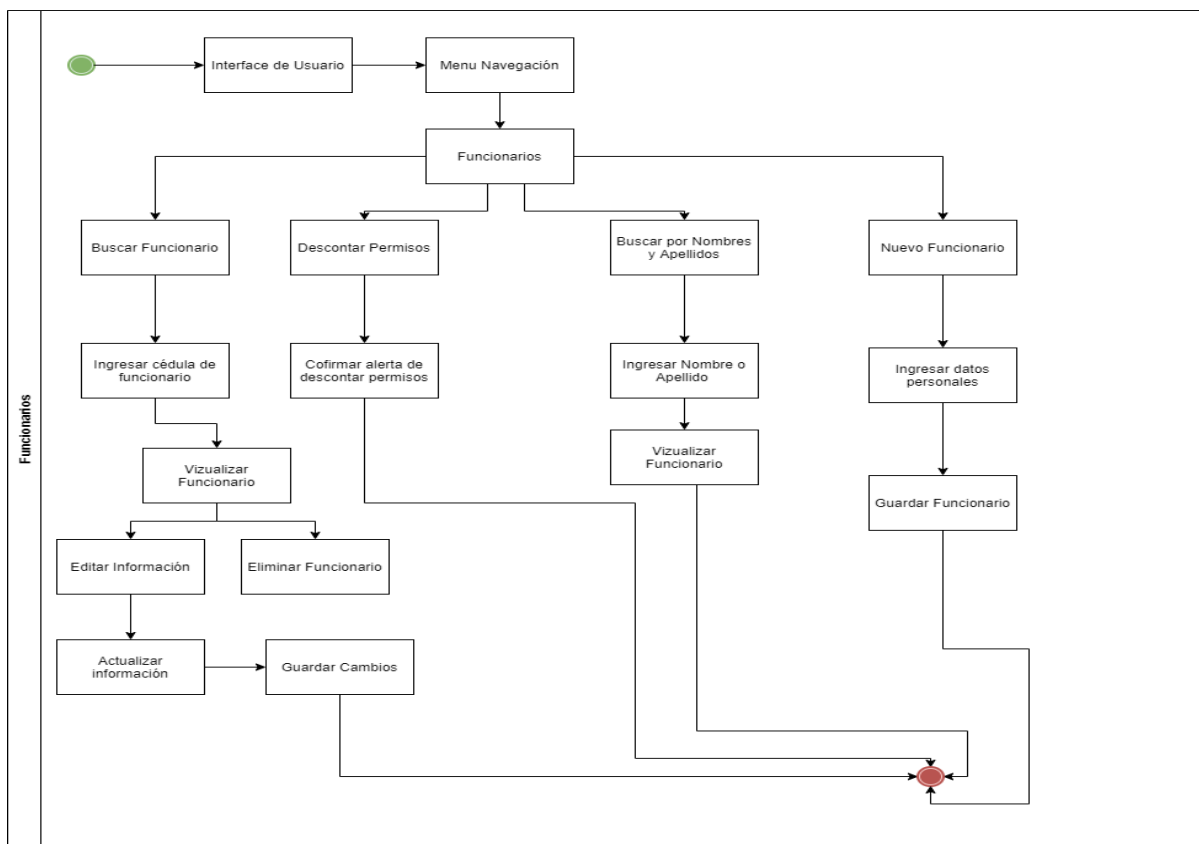 Interface de Usuario
Menu Navegación
Funcionarios
Buscar Funcionario
Descontar Permisos
Buscar por Nombres
y Apellidos
Nuevo Funcionario
Ingresar cédula de
funcionario
Cofirmar alerta de
descontar permisos
Ingresar Nombre o
Apellido
Ingresar datos
personales
Vizualizar
Funcionario
Vizualizar
Funcionario
Guardar Funcionario
Editar Información
Eliminar Funcionario
Actualizar
información
Guardar Cambios
Funcionarios